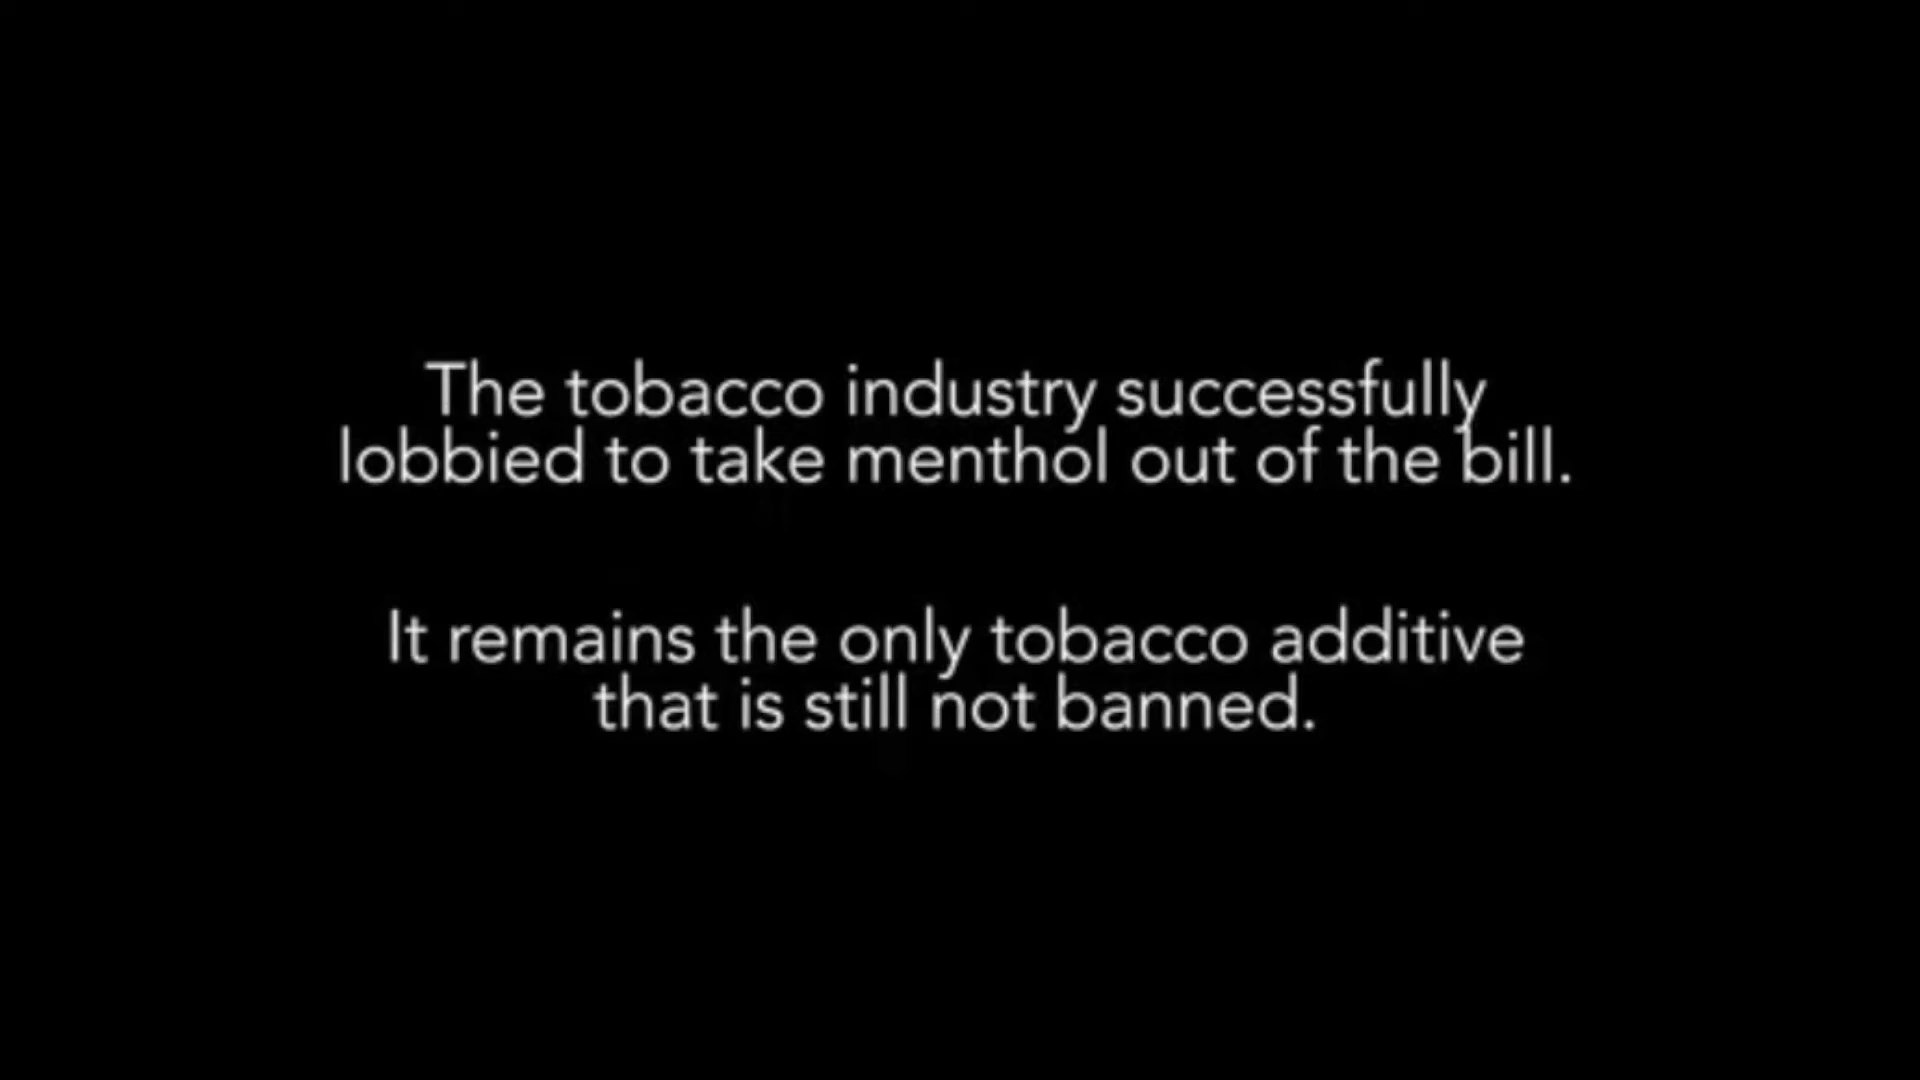 The tobacco industry successfully
lobbied to take menthol out of the bill.
It remains the only tobacco additive
that is still not banned.